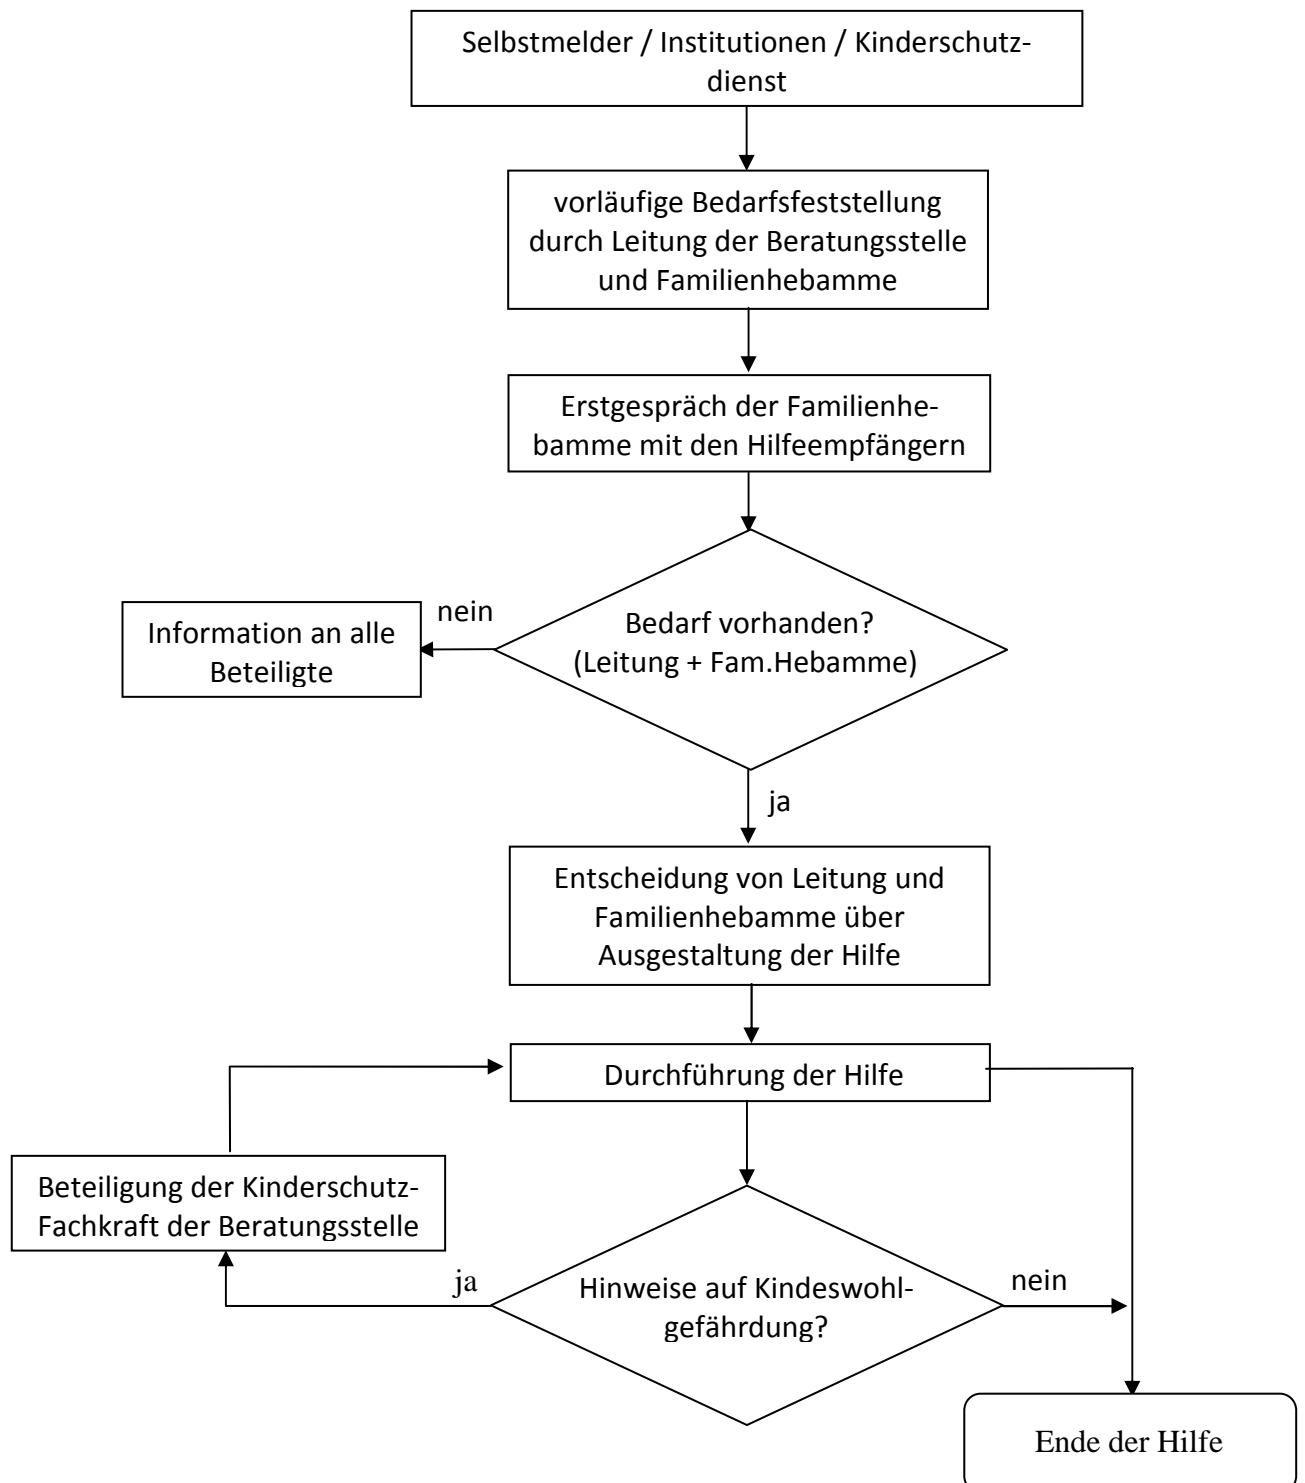 Selbstmelder / Institutionen / Kinderschutz-
dienst
vorläufige Bedarfsfeststellung
durch Leitung der Beratungsstelle
und Familienhebamme
Erstgespräch der Familienhe-
bamme mit den Hilfeempfängern
Bedarf vorhanden?
(Leitung + Fam.Hebamme)
nein
Information an alle
Beteiligte
ja
Entscheidung von Leitung und
Familienhebamme über
Ausgestaltung der Hilfe
Durchführung der Hilfe
Beteiligung der Kinderschutz-
Fachkraft der Beratungsstelle
ja
Hinweise auf Kindeswohl-
gefährdung?
nein
Ende der Hilfe